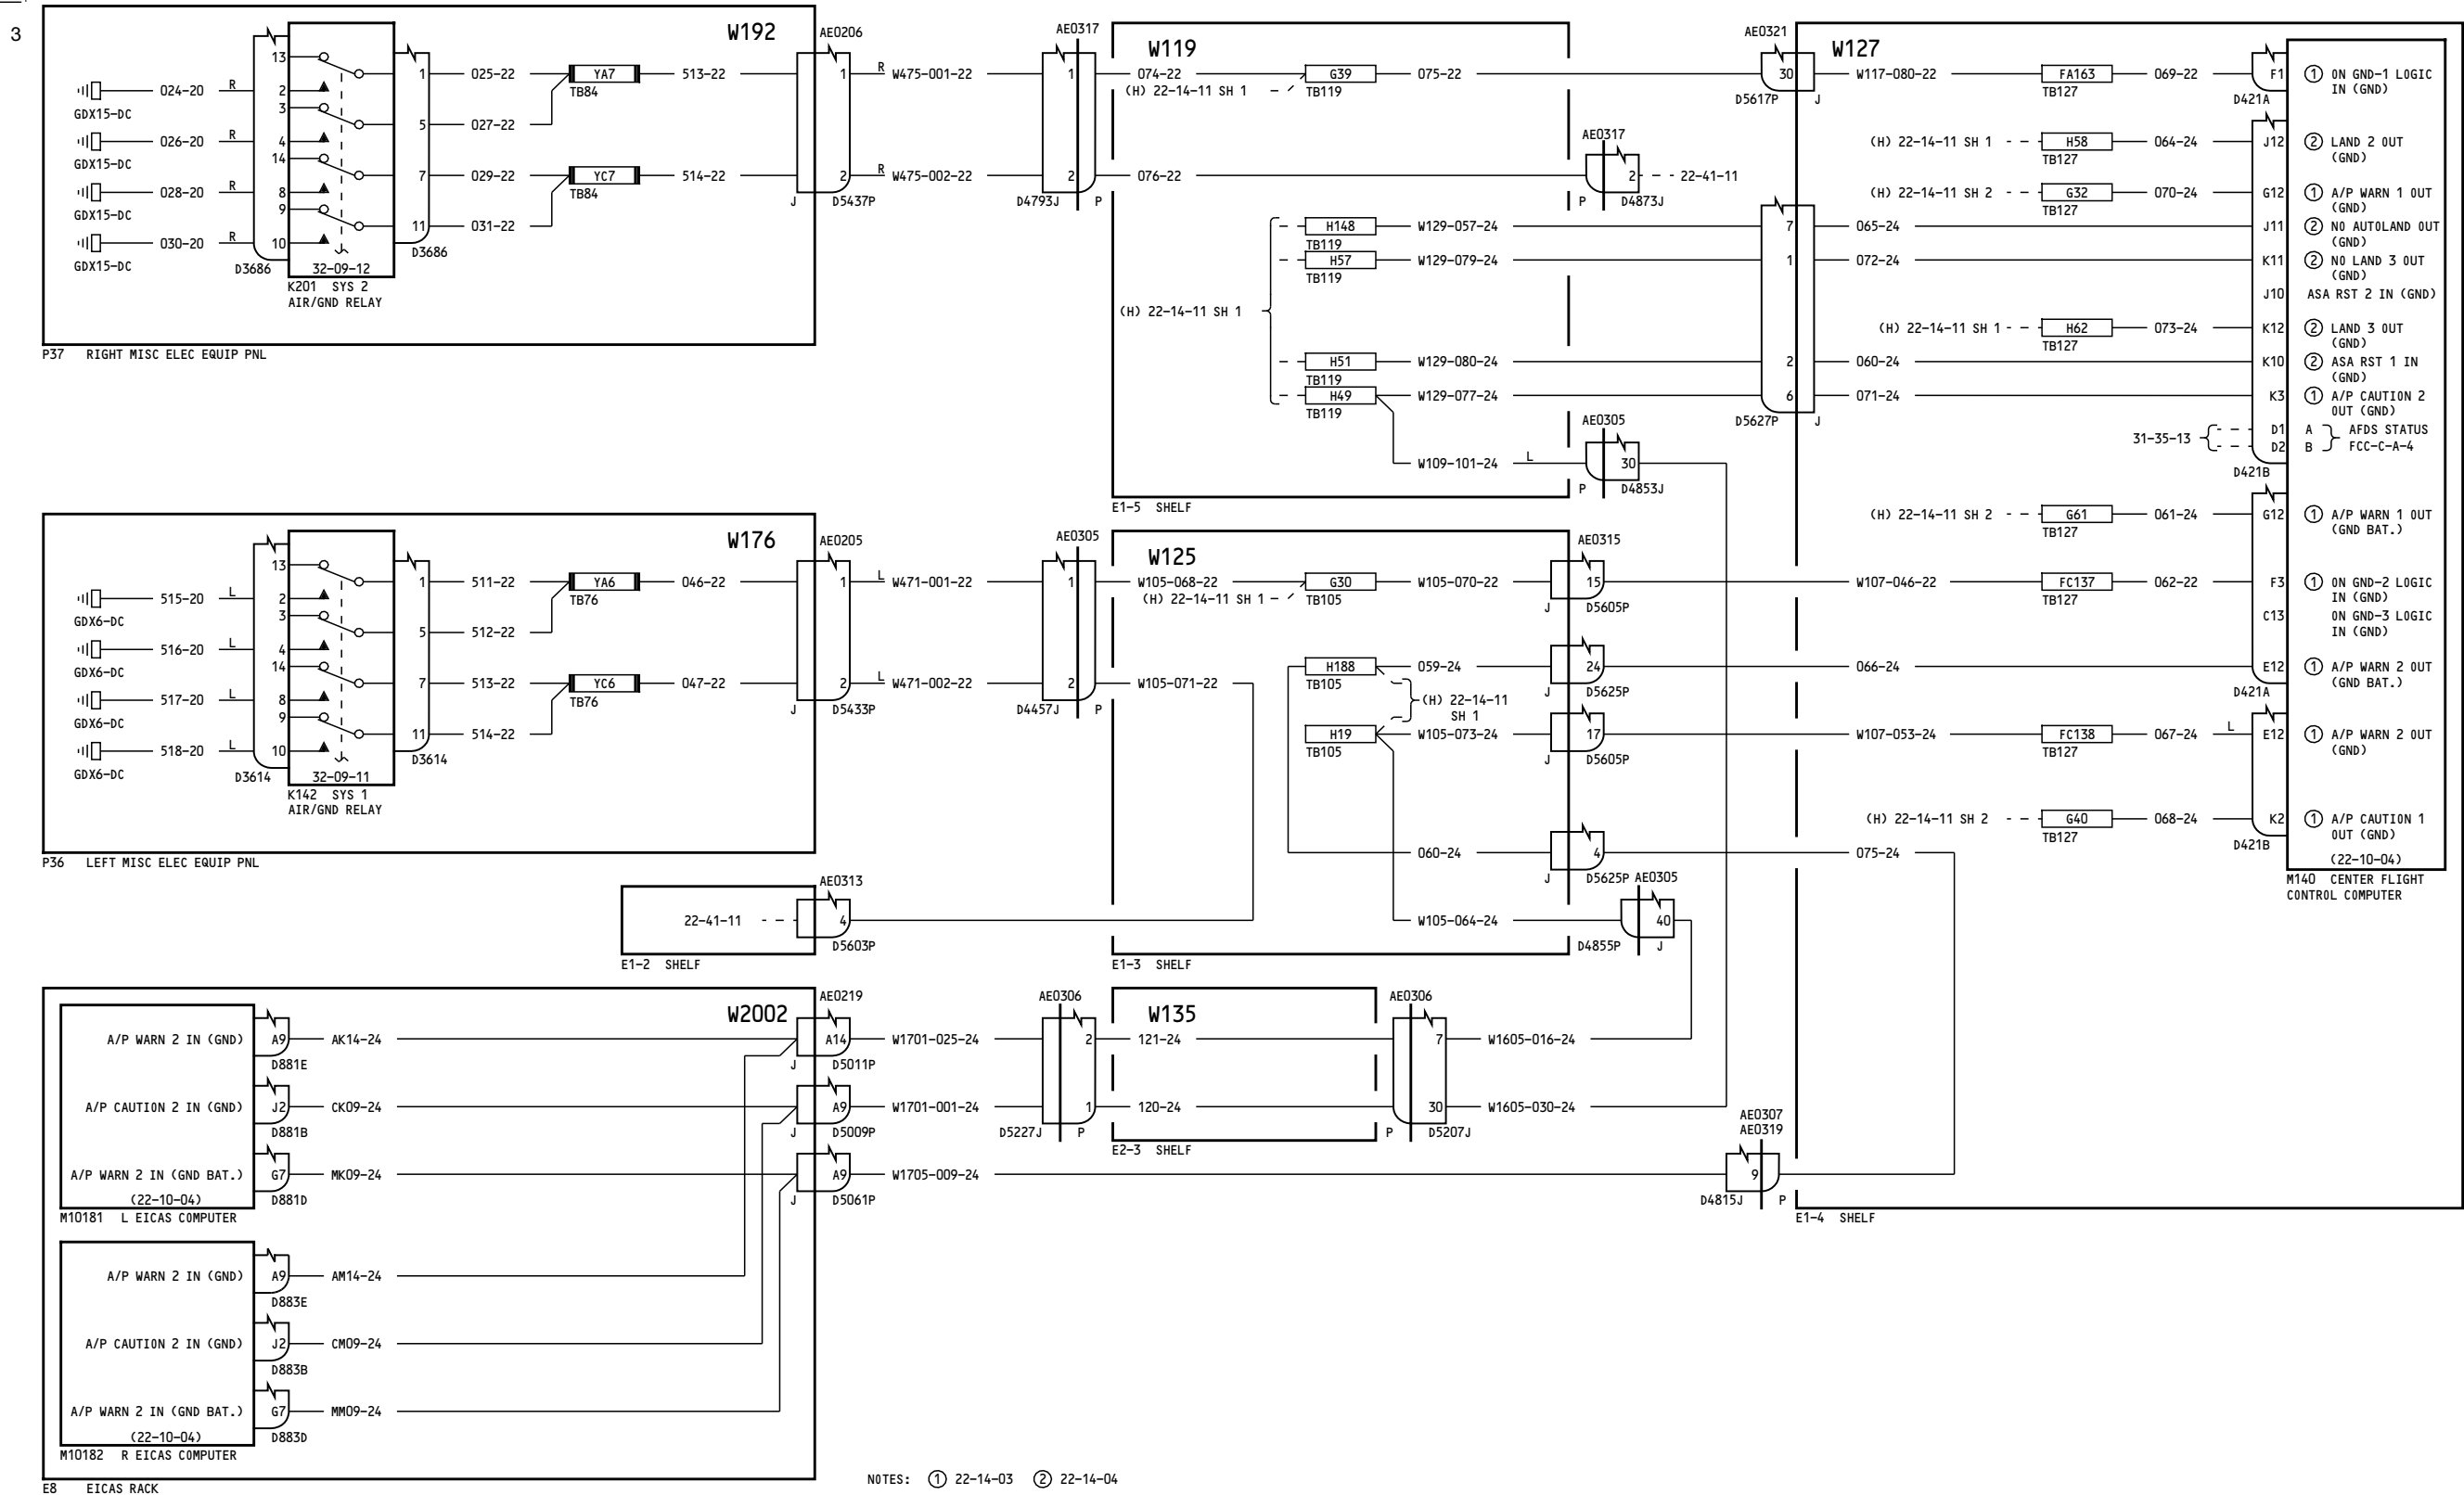 3
W192
AE0206
13
2
3
4
14
8
9
10
024-20 R
GDX15-DC
026-20 R
GDX15-DC
028-20 R
GDX15-DC
030-20 R
GDX15-DC
D3686
32-09-12
K201 SYS 2
AIR/GND RELAY
1
5
7
11
D3686
025-22
027-22
029-22
031-22
YA7
TB84
YC7
TB84
513-22
514-22
1
2
J D5437P
P37 RIGHT MISC ELEC EQUIP PNL
R W475-001-22
R W475-002-22
AE0317
1
2
D4793J P
W119
074-22
(H) 22-14-11 SH 1
G39
TB119
075-22
076-22
AE0317
2
22-41-11
P D4873J
(H) 22-14-11 SH 1
H148
TB119
W129-057-24
H57
TB119
W129-079-24
H51
TB119
W129-080-24
H49
TB119
W129-077-24
W109-101-24 L
AE0305
30
P D4853J
E1-5 SHELF
AE0321
30
D5617P J
7
1
2
6
D5627P J
W127
W117-080-22
FA163
TB127
069-22
F1
D421A
1 ON GND-1 LOGIC
IN (GND)
(H) 22-14-11 SH 1
H58
TB127
064-24
J12
2 LAND 2 OUT
(GND)
(H) 22-14-11 SH 2
G32
TB127
070-24
G12
1 A/P WARN 1 OUT
(GND)
065-24
J11
2 NO AUTOLAND OUT
(GND)
072-24
K11
2 NO LAND 3 OUT
(GND)
J10
ASA RST 2 IN (GND)
(H) 22-14-11 SH 1
H62
TB127
073-24
K12
2 LAND 3 OUT
(GND)
060-24
K10
2 ASA RST 1 IN
(GND)
071-24
K3
1 A/P CAUTION 2
OUT (GND)
31-35-13
D1 A AFDS STATUS
D2 B FCC-C-A-4
D421B
(H) 22-14-11 SH 2
G61
TB127
061-24
G12
1 A/P WARN 1 OUT
(GND BAT.)
W107-046-22
FC137
TB127
062-22
F3
1 ON GND-2 LOGIC
IN (GND)
C13
ON GND-3 LOGIC
IN (GND)
066-24
E12
1 A/P WARN 2 OUT
(GND BAT.)
D421A
W107-053-24
FC138
TB127
067-24 L
E12
1 A/P WARN 2 OUT
(GND)
(H) 22-14-11 SH 2
G40
TB127
068-24
K2
1 A/P CAUTION 1
OUT (GND)
D421B
(22-10-04)
M140 CENTER FLIGHT
CONTROL COMPUTER
075-24
E1-4 SHELF
W176
AE0205
13
2
3
4
14
8
9
10
515-20 L
GDX6-DC
516-20 L
GDX6-DC
517-20 L
GDX6-DC
518-20 L
GDX6-DC
D3614
32-09-11
K142 SYS 1
AIR/GND RELAY
1
5
7
11
D3614
511-22
512-22
513-22
514-22
YA6
TB76
YC6
TB76
046-22
047-22
1
2
J D5433P
P36 LEFT MISC ELEC EQUIP PNL
L W471-001-22
L W471-002-22
AE0305
1
2
D4457J P
W125
W105-068-22
(H) 22-14-11 SH 1
G30
TB105
W105-070-22
AE0315
15
J D5605P
W105-071-22
H188
TB105
059-24
24
J D5625P
(H) 22-14-11
SH 1
H19
TB105
W105-073-24
17
J D5605P
060-24
4
J D5625P
W105-064-24
AE0305
40
D4855P J
E1-3 SHELF
22-41-11
AE0313
4
D5603P
E1-2 SHELF
W2002
AE0219
A/P WARN 2 IN (GND)
A9
D881E
AK14-24
A14
J D5011P
A/P CAUTION 2 IN (GND)
J2
D881B
CK09-24
A9
J D5009P
A/P WARN 2 IN (GND BAT.)
G7
D881D
MK09-24
A9
J D5061P
(22-10-04)
M10181 L EICAS COMPUTER
A/P WARN 2 IN (GND)
A9
D883E
AM14-24
A/P CAUTION 2 IN (GND)
J2
D883B
CM09-24
A/P WARN 2 IN (GND BAT.)
G7
D883D
MM09-24
(22-10-04)
M10182 R EICAS COMPUTER
E8 EICAS RACK
W1701-025-24
W1701-001-24
W1705-009-24
AE0306
2
1
D5227J P
W135
121-24
120-24
E2-3 SHELF
AE0306
7
30
P D5207J
W1605-016-24
W1605-030-24
AE0307
AE0319
9
D4815J P
NOTES: 1 22-14-03 2 22-14-04